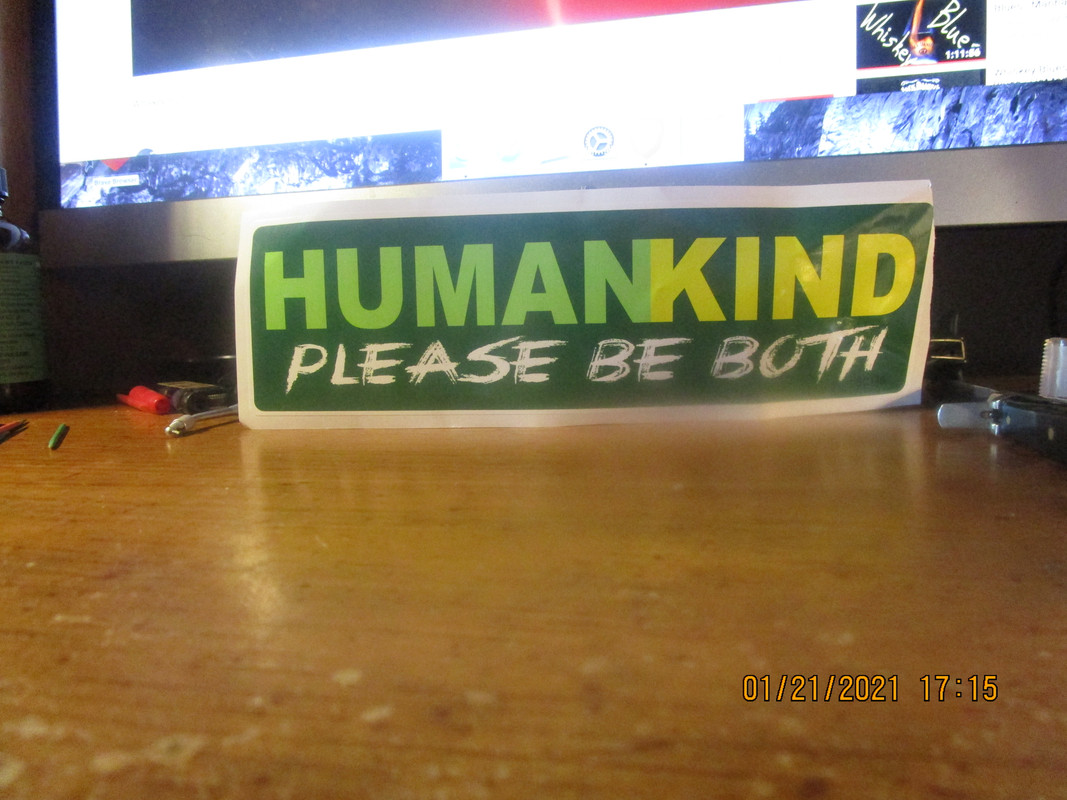 Whiskey Blue
1:11:56
HUMANKIND
PLEASE BE BOTH
01/21/2021 17:15